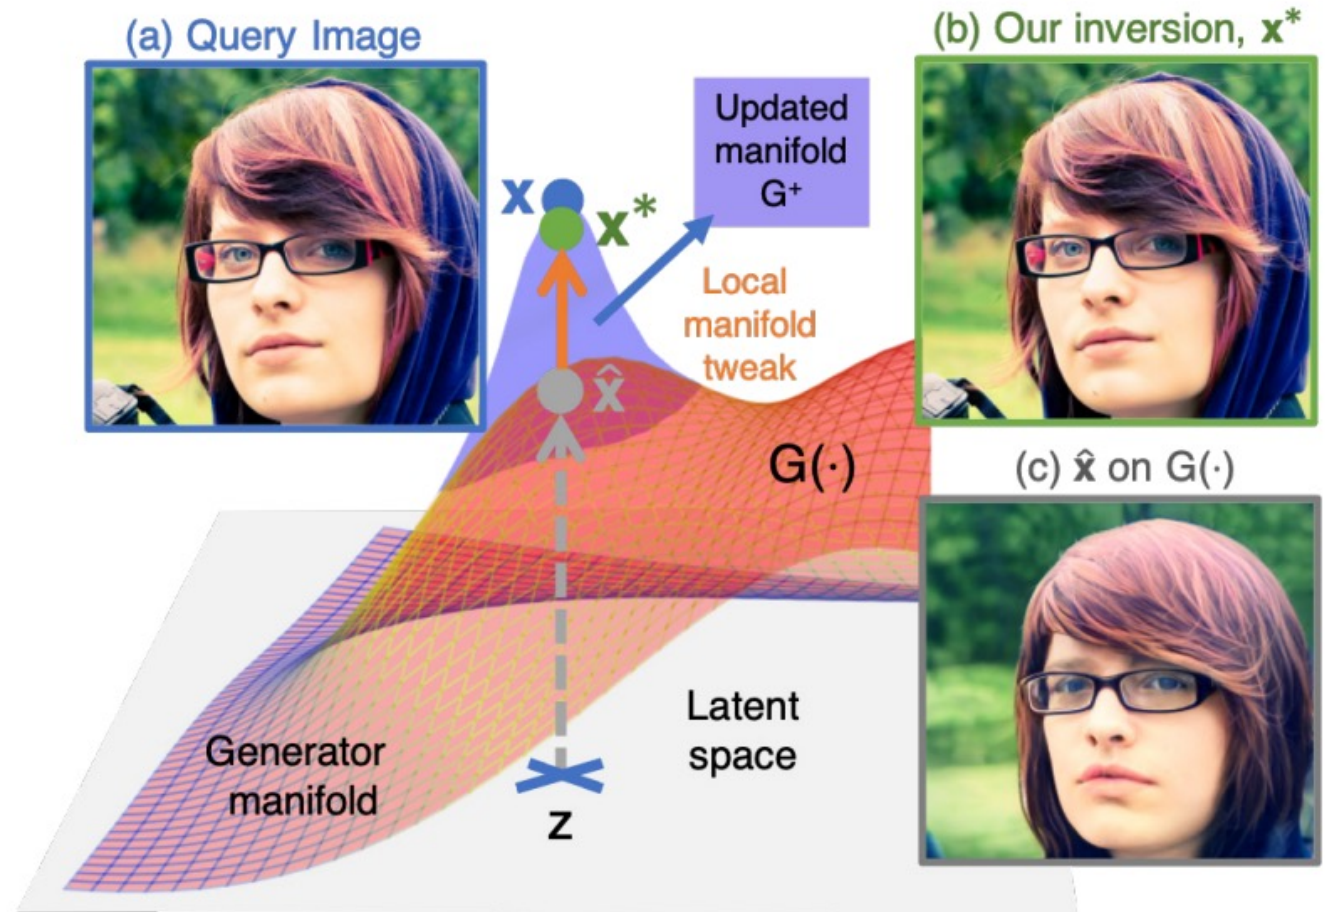 (a) Query Image
(b) Our inversion, x*
Updated
manifold
G⁺
x
x*
Local
manifold
tweak
x̂
G(·)
(c) x̂ on G(·)
Latent
space
Generator
manifold
z